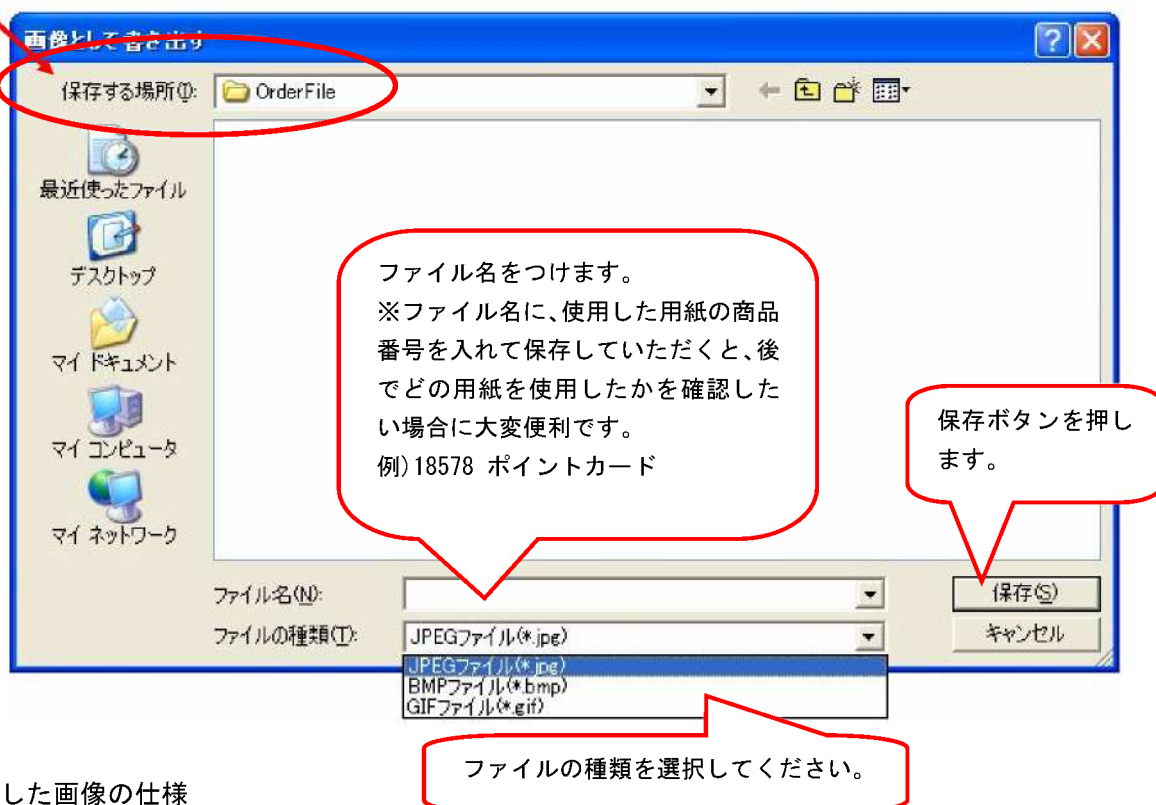 画像として書き出す
保存する場所(I):
OrderFile
最近使ったファイル
デスクトップ
マイ ドキュメント
マイ コンピュータ
マイ ネットワーク
ファイル名をつけます。
※ファイル名に、使用した用紙の商品
番号を入れて保存していただくと、後
でどの用紙を使用したかを確認した
い場合に大変便利です。
例)18578 ポイントカード
保存ボタンを押し
ます。
ファイル名(N):
保存(S)
ファイルの種類(T):
JPEGファイル(*.jpg)
キャンセル
JPEGファイル(*.jpg)
BMPファイル(*.bmp)
GIFファイル(*.gif)
ファイルの種類を選択してください。
した画像の仕様